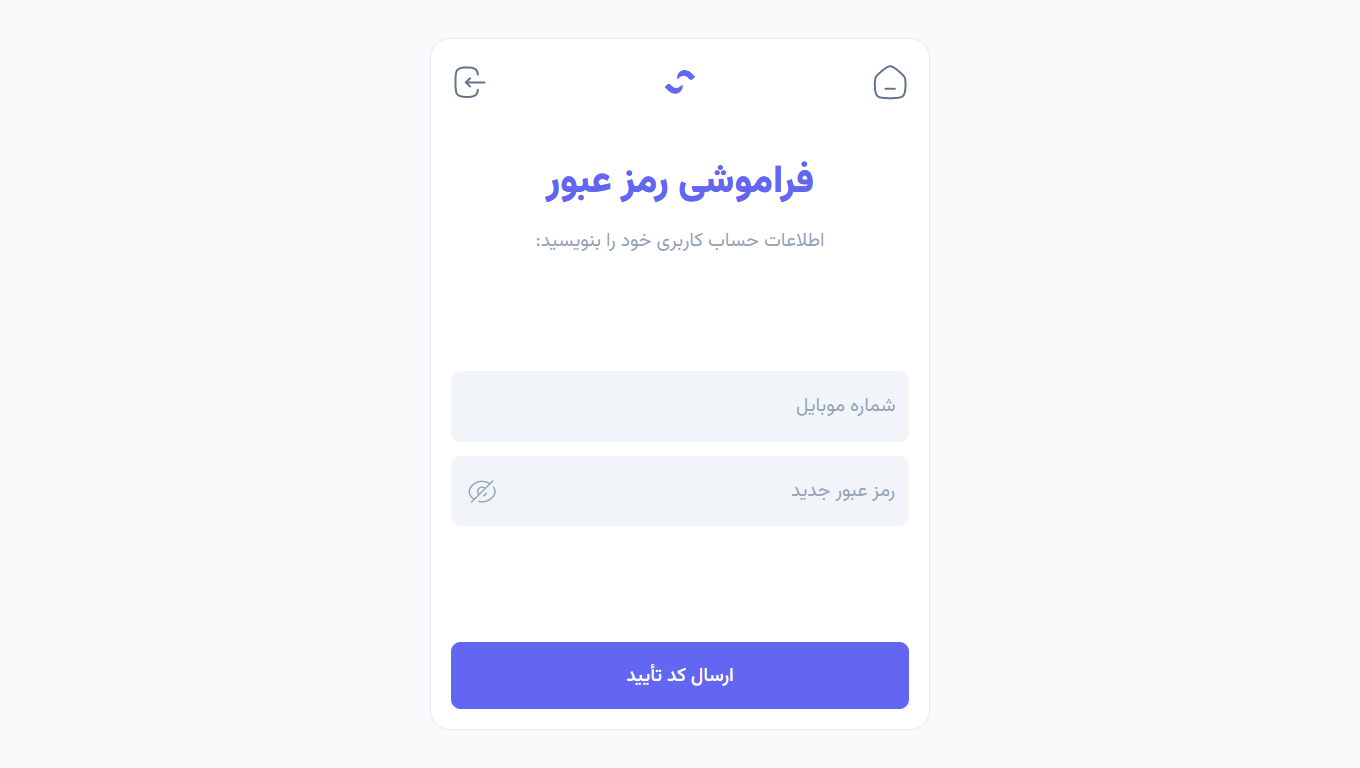 فراموشی رمز عبور
اطلاعات حساب کاربری خود را بنویسید:
شماره موبایل
رمز عبور جدید
ارسال کد تأیید